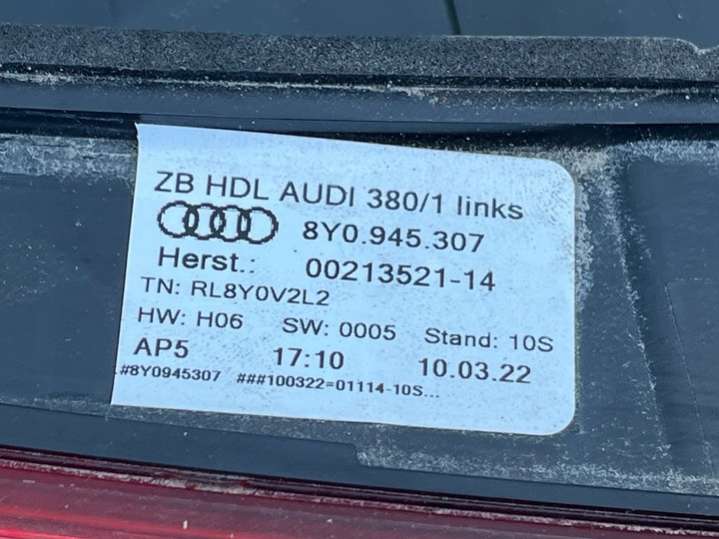 ZB HDL AUDI 380/1 links
8Y0.945.307
Herst.: 00213521-14
TN: RL8Y0V2L2
HW: H06 SW: 0005 Stand: 10S
AP5 17:10 10.03.22
#8Y0945307 ###100322=01114-10S...